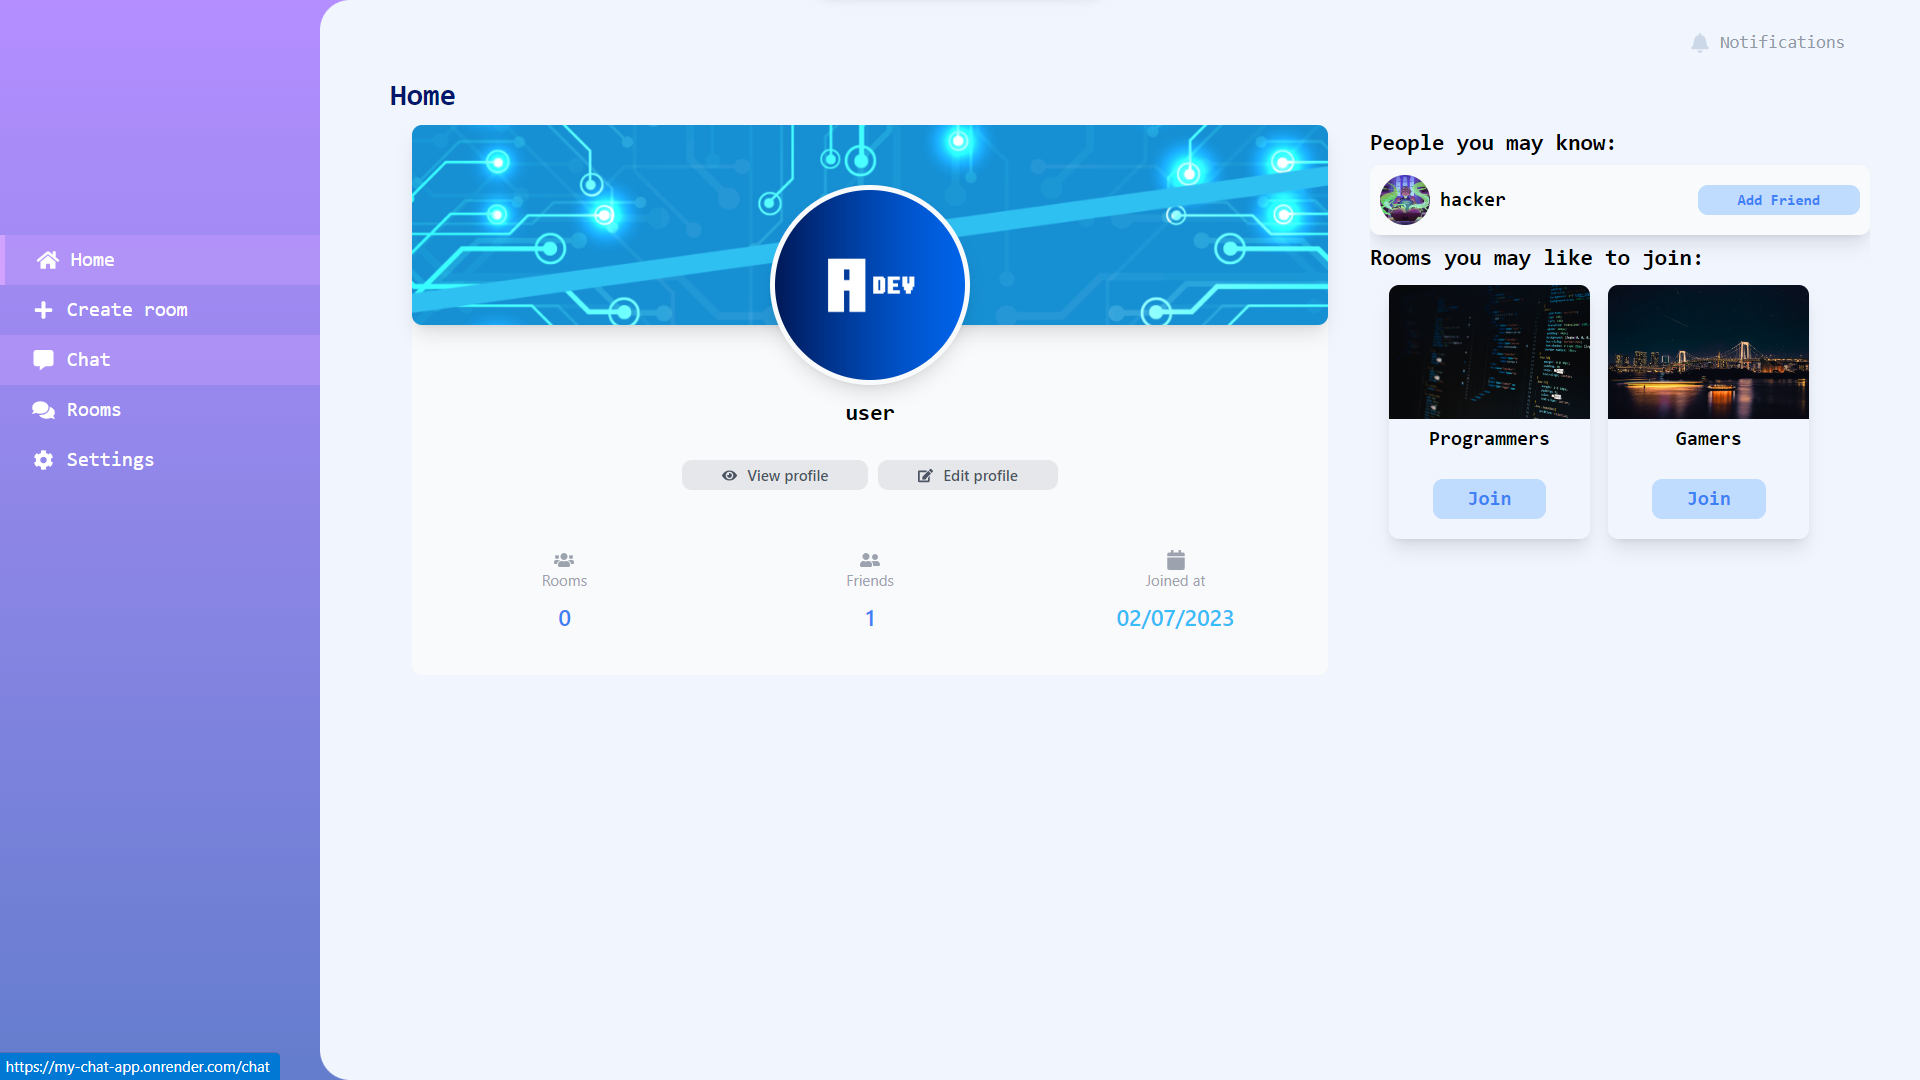 Notifications
Home
Home
Create room
Chat
Rooms
Settings
A DEV
user
View profile
Edit profile
Rooms
Friends
Joined at
0
1
02/07/2023
People you may know:
hacker
Add Friend
Rooms you may like to join:
Programmers
Gamers
Join
Join
https://my-chat-app.onrender.com/chat